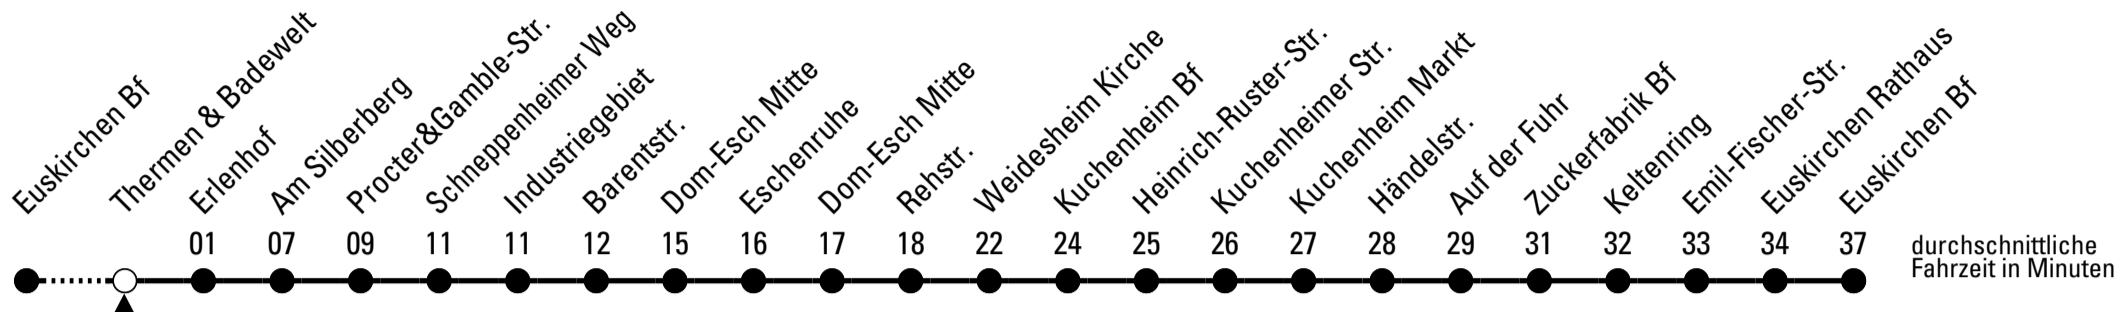 Euskirchen Bf
Thermen & Badewelt
Erlenhof
Am Silberberg
Procter&Gamble-Str.
Schneppenheimer Weg
Industriegebiet
Barentstr.
Dom-Esch Mitte
Eschenruhe
Dom-Esch Mitte
Rehstr.
Weidesheim Kirche
Kuchenheim Bf
Heinrich-Ruster-Str.
Kuchenheimer Str.
Kuchenheim Markt
Händelstr.
Auf der Fuhr
Zuckerfabrik Bf
Keltenring
Emil-Fischer-Str.
Euskirchen Rathaus
Euskirchen Bf
01 07 09 11 11 12 15 16 17 18 22 24 25 26 27 28 29 31 32 33 34 37
durchschnittliche
Fahrzeit in Minuten